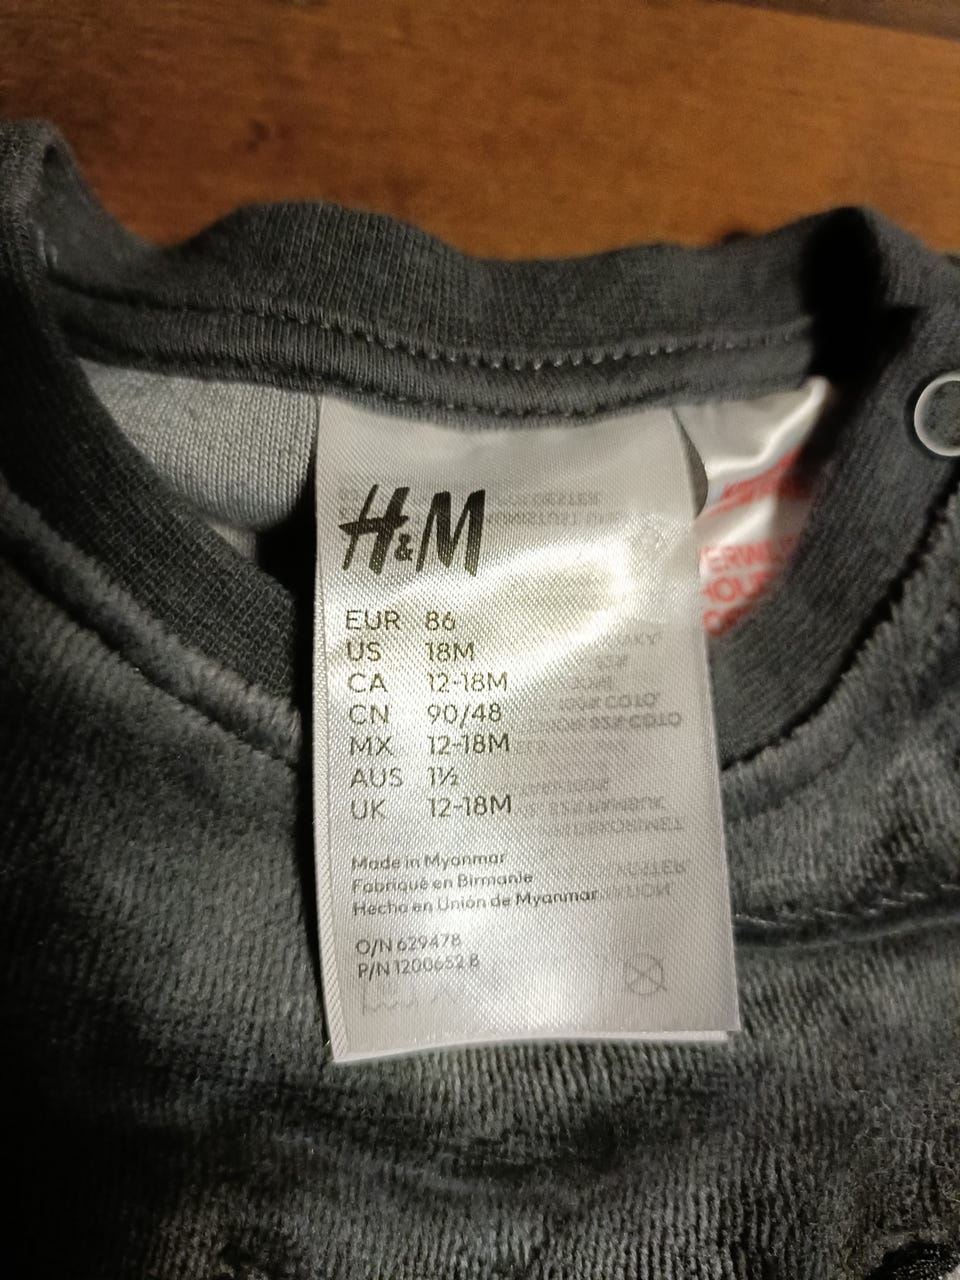 H&M
EUR 86
US 18M
CA 12-18M
CN 90/48
MX 12-18M
AUS 1½
UK 12-18M
Made in Myanmar
Fabriqué en Birmanie
Hecho en Unión de Myanmar
O/N 629478
P/N 1200652 8